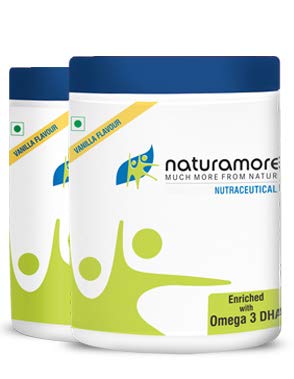 VANILLA FLAVOUR
VANILLA FLAVOUR
naturamore
MUCH MORE FROM NATUR
NUTRACEUTICAL
Enriched
with
Omega 3 DHA